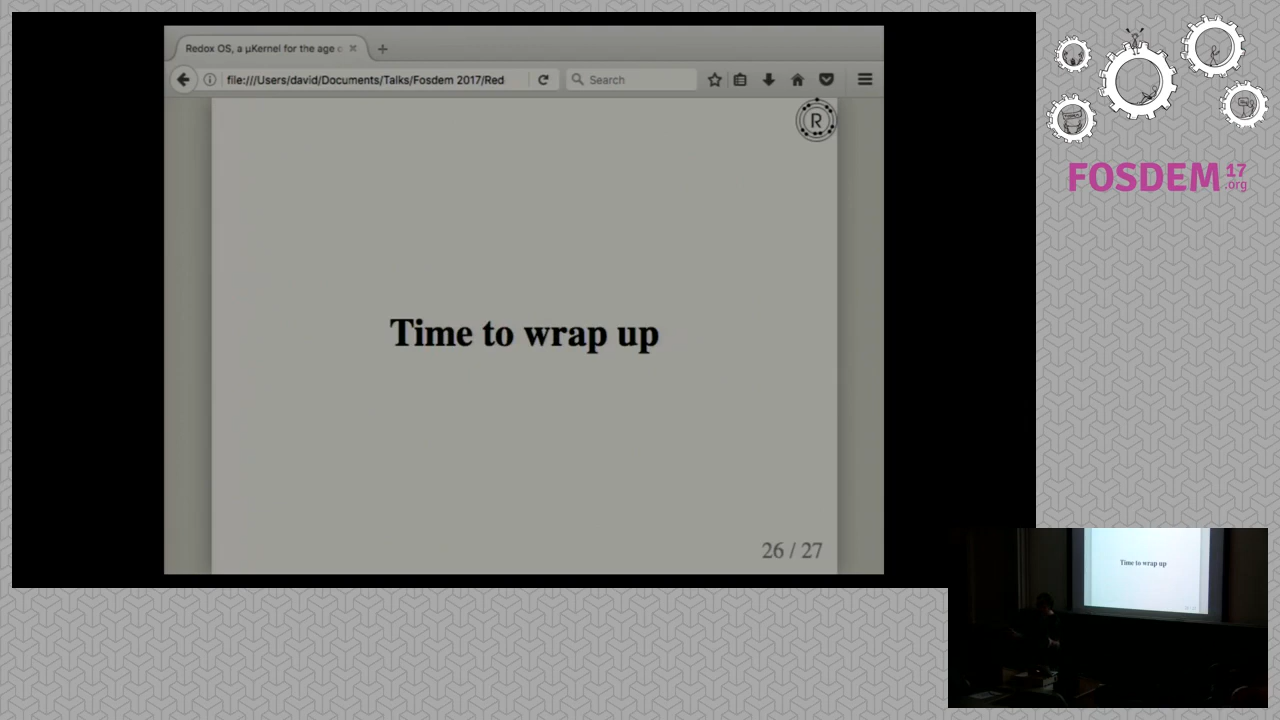 Redox OS, a µKernel for the age o
file:///Users/david/Documents/Talks/Fosdem 2017/Red
Search
R
Time to wrap up
26 / 27
FOSDEM 17
.org
Time to wrap up